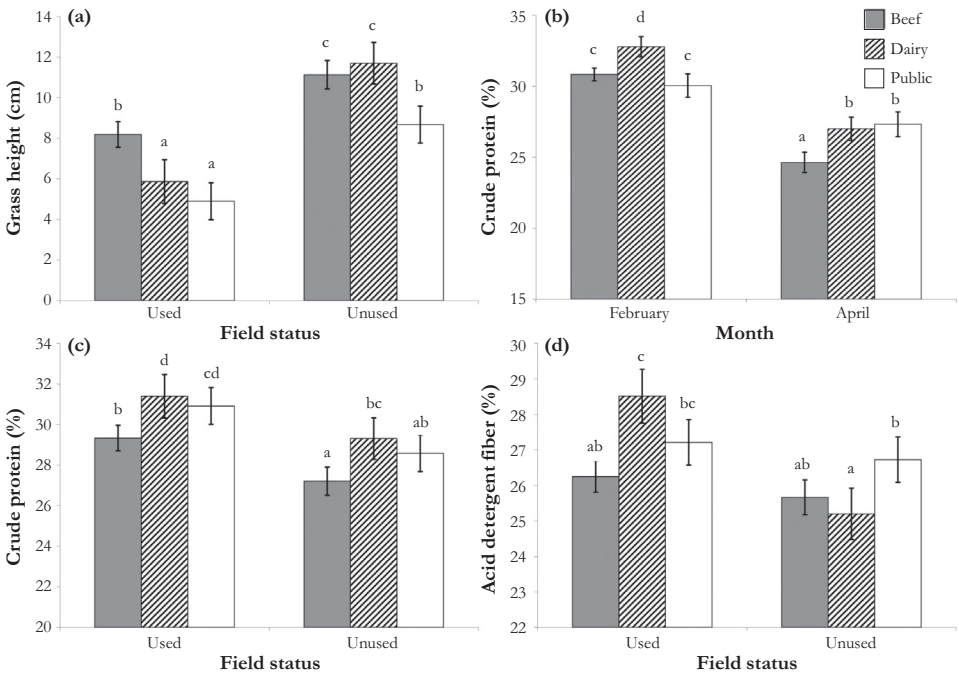 (a)
Grass height (cm)
14
12
10
8
6
4
2
0
b
a
a
c
c
b
Used
Unused
Field status
(b)
Crude protein (%)
35
30
25
20
15
c
d
c
a
b
b
Beef
Dairy
Public
February
April
Month
(c)
Crude protein (%)
34
32
30
28
26
24
22
20
b
d
cd
a
bc
ab
Used
Unused
Field status
(d)
Acid detergent fiber (%)
30
29
28
27
26
25
24
23
22
ab
c
bc
ab
a
b
Used
Unused
Field status